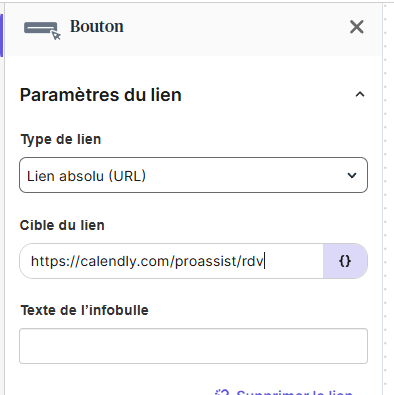 Bouton
Paramètres du lien
Type de lien
Lien absolu (URL)
Cible du lien
https://calendly.com/proassist/rdv
{}
Texte de l’infobulle
Supprimer le lien